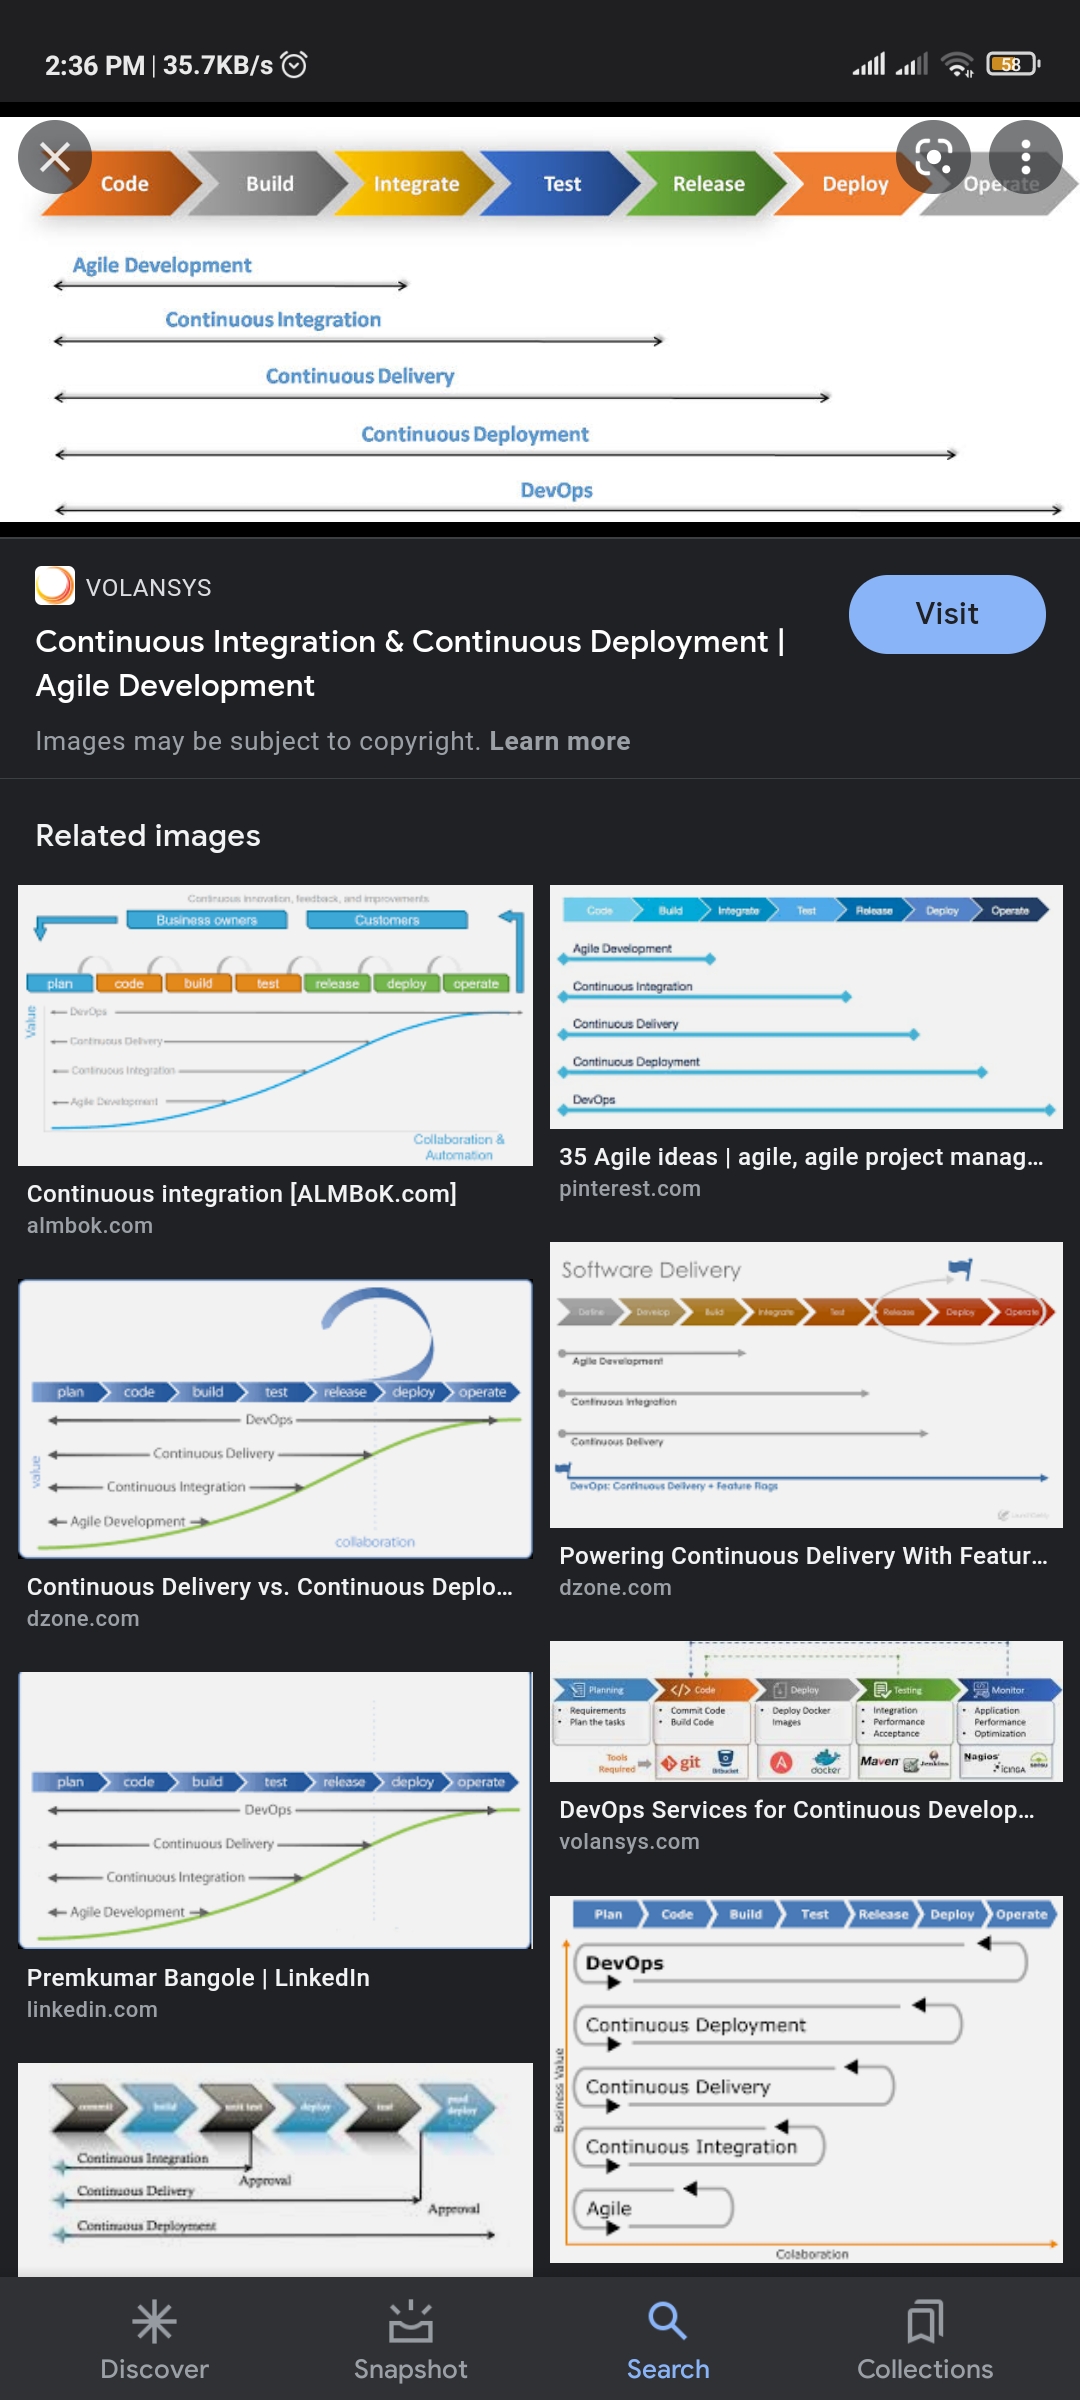 2:36 PM | 35.7KB/s
58
Code Build Integrate Test Release Deploy Operate
Agile Development
Continuous Integration
Continuous Delivery
Continuous Deployment
DevOps
VOLANSYS
Visit
Continuous Integration & Continuous Deployment |
Agile Development
Images may be subject to copyright. Learn more
Related images
Continuous innovation, feedback, and improvements
Business owners Customers
plan code build test release deploy operate
Value
DevOps
Continuous Delivery
Continuous Integration
Agile Development
Collaboration &
Automation
Continuous integration [ALMBoK.com]
almbok.com
Code Build Integrate Test Release Deploy Operate
Agile Development
Continuous Integration
Continuous Delivery
Continuous Deployment
DevOps
35 Agile ideas | agile, agile project manag...
pinterest.com
plan code build test release deploy operate
DevOps
Continuous Delivery
Continuous Integration
Agile Development
value
collaboration
Continuous Delivery vs. Continuous Deplo...
dzone.com
Software Delivery
Define Develop Build Integrate Test Release Deploy Operate
Agile Development
Continuous Integration
Continuous Delivery
DevOps: Continuous Delivery + Feature Flags
Powering Continuous Delivery With Featur...
dzone.com
plan code build test release deploy operate
DevOps
Continuous Delivery
Continuous Integration
Agile Development
Premkumar Bangole | LinkedIn
linkedin.com
Planning </> Code Deploy Testing Monitor
• Requirements
• Plan the tasks
• Commit Code
• Build Code
• Deploy Docker
Images
• Integration
• Performance
• Acceptance
• Application
Performance
• Optimization
Tools
Required
git
Bitbucket
docker
Maven
Jenkins
Nagios
ICINGA
DevOps Services for Continuous Develop...
volansys.com
commit build unit test deploy test prod deploy
Continuous Integration
Approval
Continuous Delivery
Approval
Continuous Deployment
Plan Code Build Test Release Deploy Operate
DevOps
Continuous Deployment
Continuous Delivery
Continuous Integration
Agile
Business Value
Colaboration
Discover Snapshot Search Collections